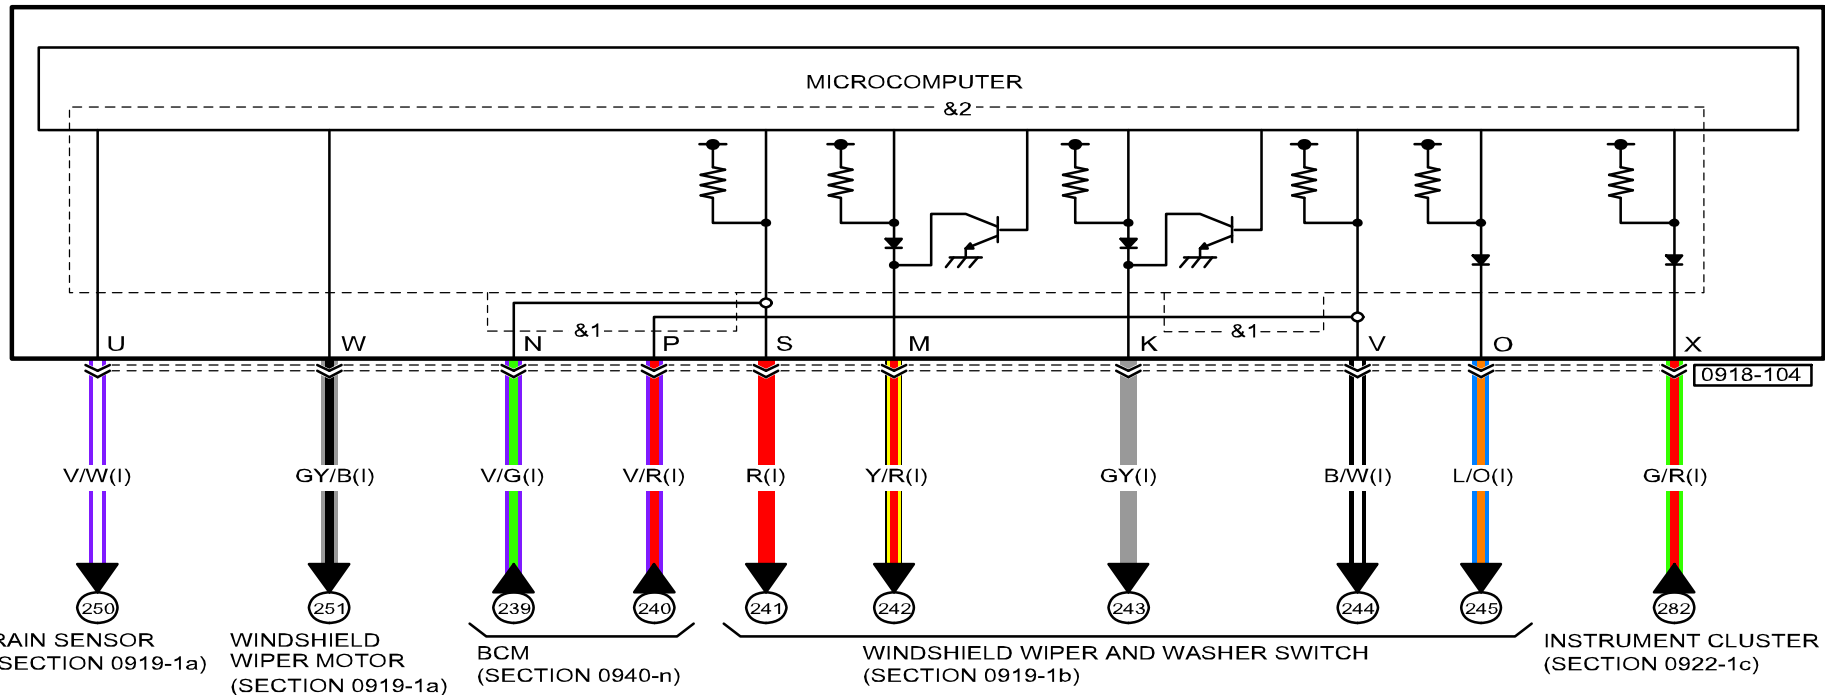 MICROCOMPUTER
&2
&1
&1
U W N P S M K V O X
0918-104
V/W(I) GY/B(I) V/G(I) V/R(I) R(I) Y/R(I) GY(I) B/W(I) L/O(I) G/R(I)
250 251 239 240 241 242 243 244 245 282
RAIN SENSOR
(SECTION 0919-1a)
WINDSHIELD
WIPER MOTOR
(SECTION 0919-1a)
BCM
(SECTION 0940-n)
WINDSHIELD WIPER AND WASHER SWITCH
(SECTION 0919-1b)
INSTRUMENT CLUSTER
(SECTION 0922-1c)